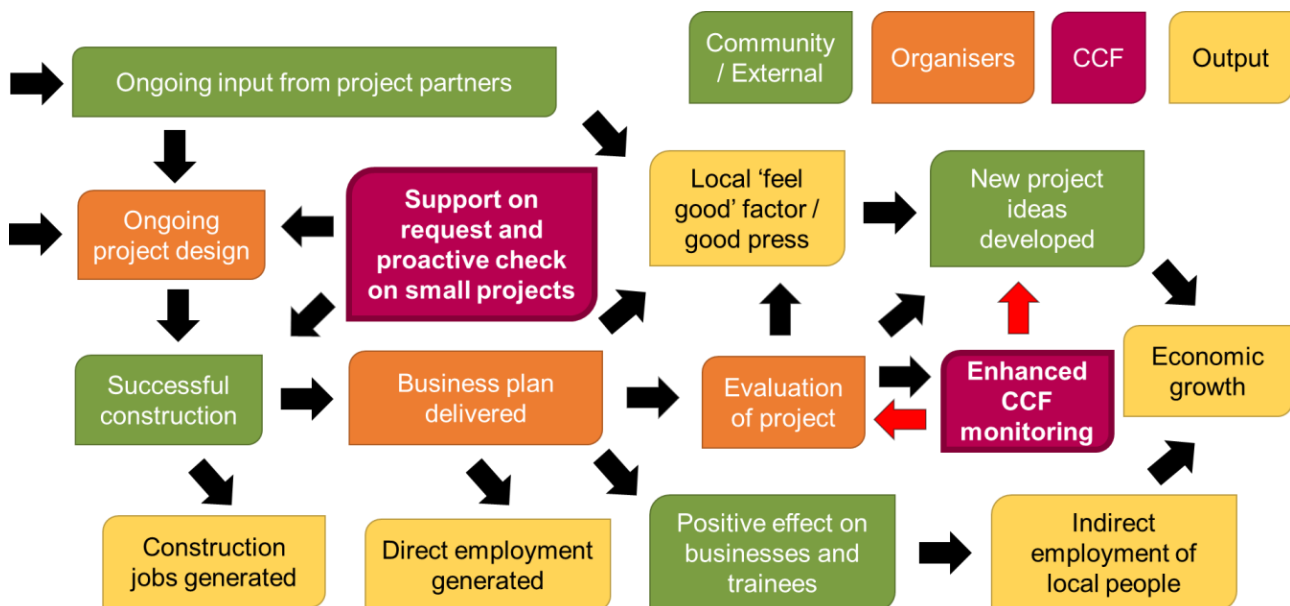 Community
/ External
Organisers
CCF
Output
Ongoing input from project partners
Ongoing
project design
Support on
request and
proactive check
on small projects
Local ‘feel
good’ factor /
good press
New project
ideas
developed
Successful
construction
Business plan
delivered
Evaluation
of project
Enhanced
CCF
monitoring
Economic
growth
Construction
jobs generated
Direct employment
generated
Positive effect on
businesses and
trainees
Indirect
employment of
local people